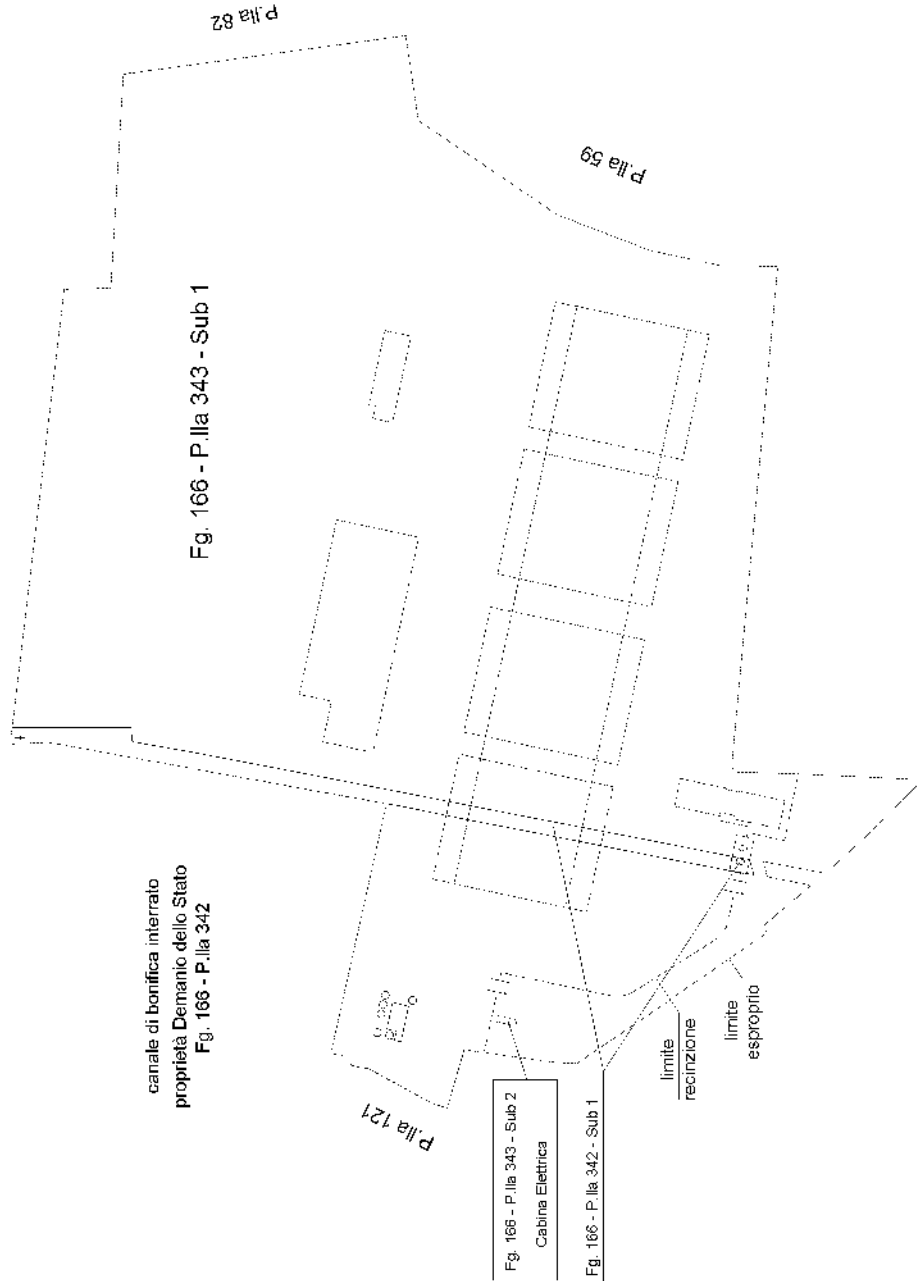 P.lla 82
P.lla 59
Fg. 166 - P.lla 343 - Sub 1
canale di bonifica interrato
proprietà Demanio dello Stato
Fg. 166 - P.lla 342
P.lla 121
Fg. 166 - P.lla 343 - Sub 2
Cabina Elettrica
Fg. 166 - P.lla 342 - Sub 1
limite
recinzione
limite
esproprio